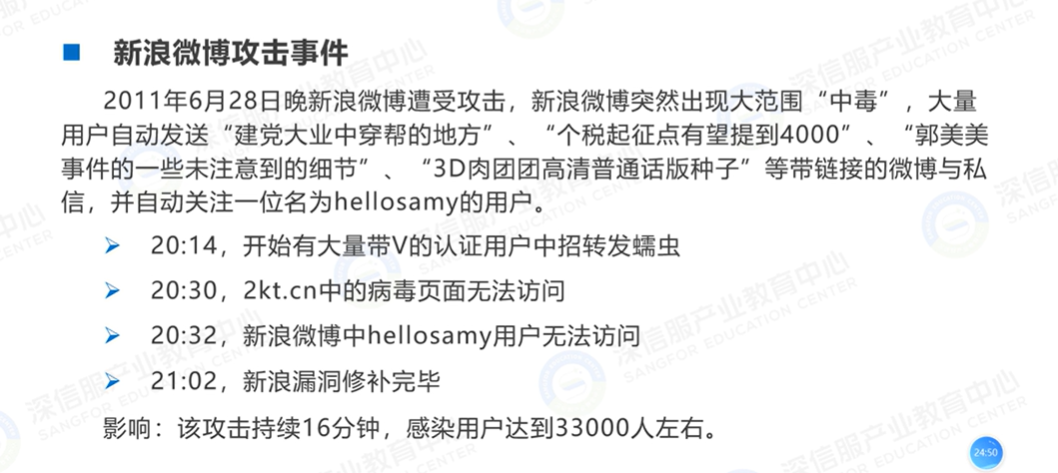 新浪微博攻击事件
2011年6月28日晚新浪微博遭受攻击，新浪微博突然出现大范围“中毒”，大量
用户自动发送“建党大业中穿帮的地方”、“个税起征点有望提到4000”、“郭美美
事件的一些未注意到的细节”、“3D肉团团高清普通话版种子”等带链接的微博与私
信，并自动关注一位名为hellosamy的用户。
20:14，开始有大量带V的认证用户中招转发蠕虫
20:30，2kt.cn中的病毒页面无法访问
20:32，新浪微博中hellosamy用户无法访问
21:02，新浪漏洞修补完毕
影响：该攻击持续16分钟，感染用户达到33000人左右。
24:50
深信服产业教育中心
SANGFOR EDUCATION CENTER